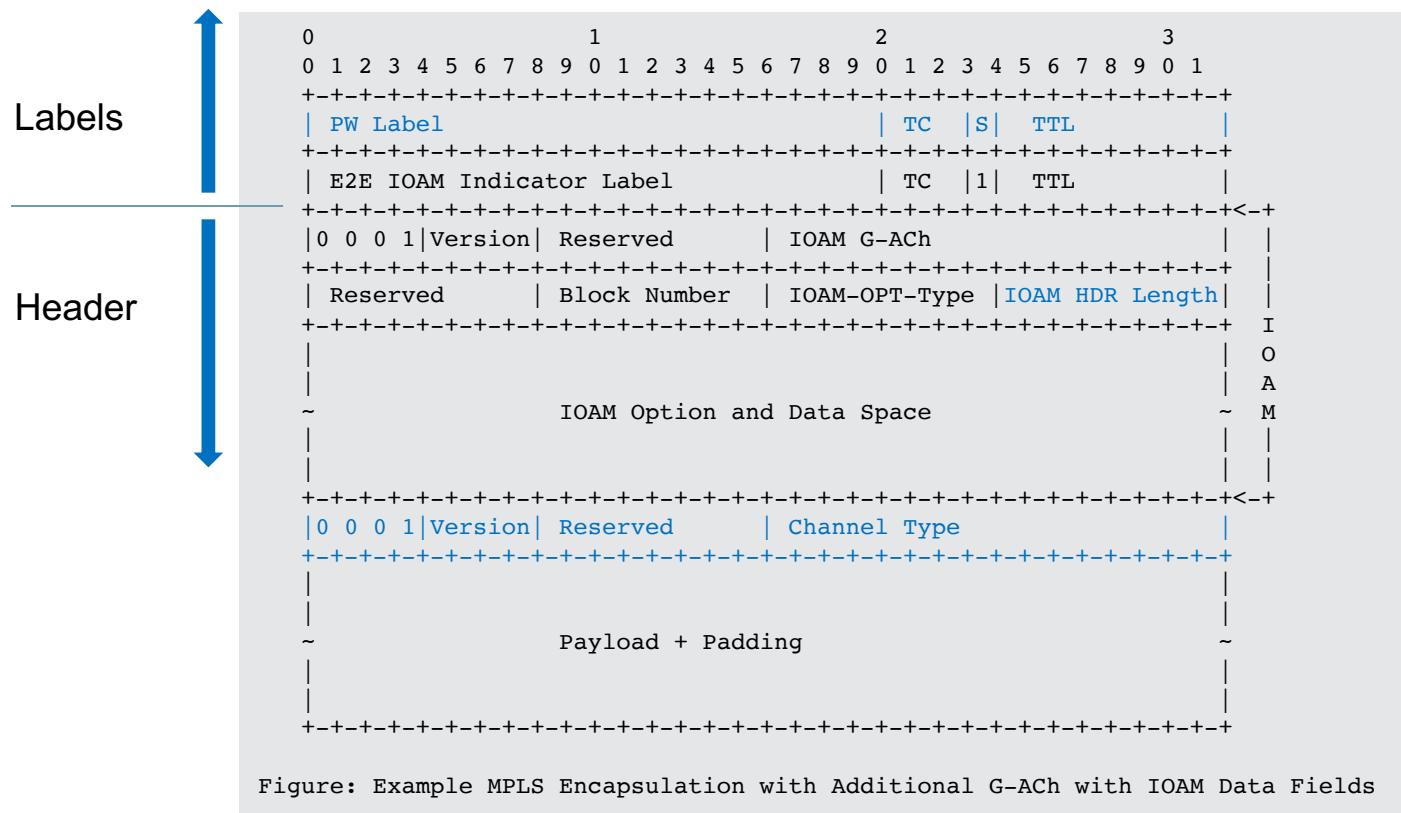 Labels
Header
 0                   1                   2                   3
 0 1 2 3 4 5 6 7 8 9 0 1 2 3 4 5 6 7 8 9 0 1 2 3 4 5 6 7 8 9 0 1
+-+-+-+-+-+-+-+-+-+-+-+-+-+-+-+-+-+-+-+-+-+-+-+-+-+-+-+-+-+-+-+-+
| PW Label                              | TC  |S|  TTL          |
+-+-+-+-+-+-+-+-+-+-+-+-+-+-+-+-+-+-+-+-+-+-+-+-+-+-+-+-+-+-+-+-+
| E2E IOAM Indicator Label              | TC  |1|  TTL          |
+-+-+-+-+-+-+-+-+-+-+-+-+-+-+-+-+-+-+-+-+-+-+-+-+-+-+-+-+-+-+-+-+<-+
|0 0 0 1|Version| Reserved      | IOAM G-ACh                    |  |
+-+-+-+-+-+-+-+-+-+-+-+-+-+-+-+-+-+-+-+-+-+-+-+-+-+-+-+-+-+-+-+-+  |
| Reserved      | Block Number  | IOAM-OPT-Type |IOAM HDR Length|  |
+-+-+-+-+-+-+-+-+-+-+-+-+-+-+-+-+-+-+-+-+-+-+-+-+-+-+-+-+-+-+-+-+  I
|                                                               |  O
|                                                               |  A
~                 IOAM Option and Data Space                    ~  M
|                                                               |  |
|                                                               |  |
+-+-+-+-+-+-+-+-+-+-+-+-+-+-+-+-+-+-+-+-+-+-+-+-+-+-+-+-+-+-+-+-+<-+
|0 0 0 1|Version| Reserved      | Channel Type                  |
+-+-+-+-+-+-+-+-+-+-+-+-+-+-+-+-+-+-+-+-+-+-+-+-+-+-+-+-+-+-+-+-+
|                                                               |
|                                                               |
~                 Payload + Padding                             ~
|                                                               |
|                                                               |
+-+-+-+-+-+-+-+-+-+-+-+-+-+-+-+-+-+-+-+-+-+-+-+-+-+-+-+-+-+-+-+-+
Figure: Example MPLS Encapsulation with Additional G-ACh with IOAM Data Fields